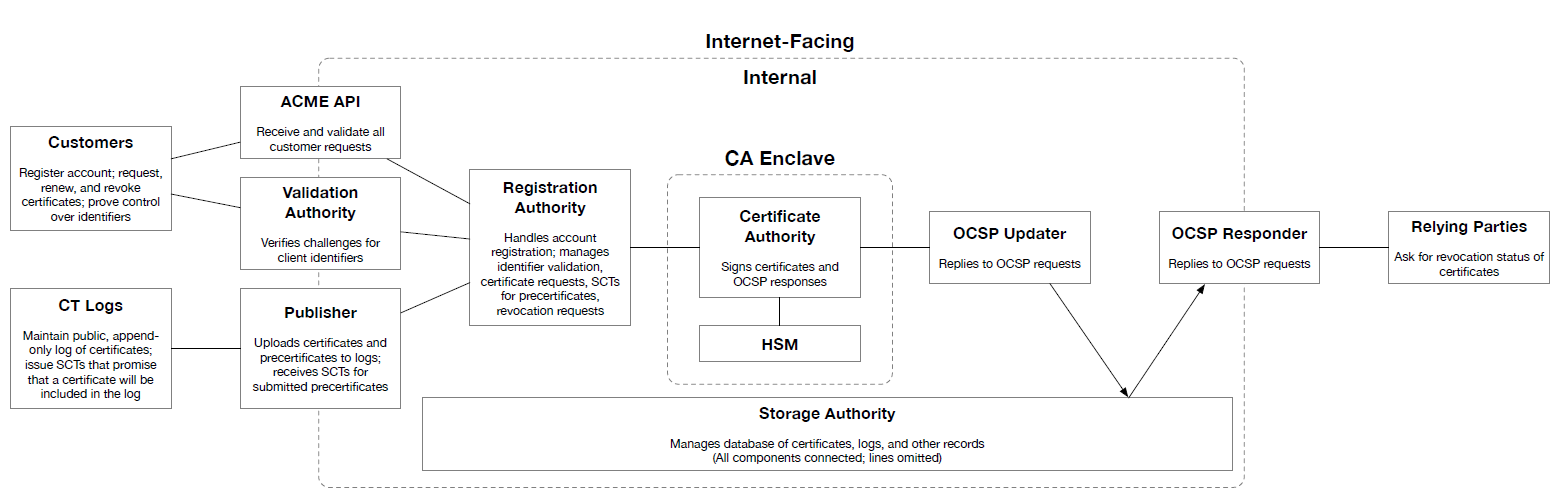 Internet-Facing
Internal
ACME API
Receive and validate all
customer requests
Customers
Register account; request,
renew, and revoke
certificates; prove control
over identifiers
Validation
Authority
Verifies challenges for
client identifiers
CT Logs
Maintain public, append-
only log of certificates;
issue SCTs that promise
that a certificate will be
included in the log
Publisher
Uploads certificates and
precertificates to logs;
receives SCTs for
submitted precertificates
Registration
Authority
Handles account
registration; manages
identifier validation,
certificate requests, SCTs
for precertificates,
revocation requests
CA Enclave
Certificate
Authority
Signs certificates and
OCSP responses
HSM
OCSP Updater
Replies to OCSP requests
OCSP Responder
Replies to OCSP requests
Relying Parties
Ask for revocation status of
certificates
Storage Authority
Manages database of certificates, logs, and other records
(All components connected; lines omitted)